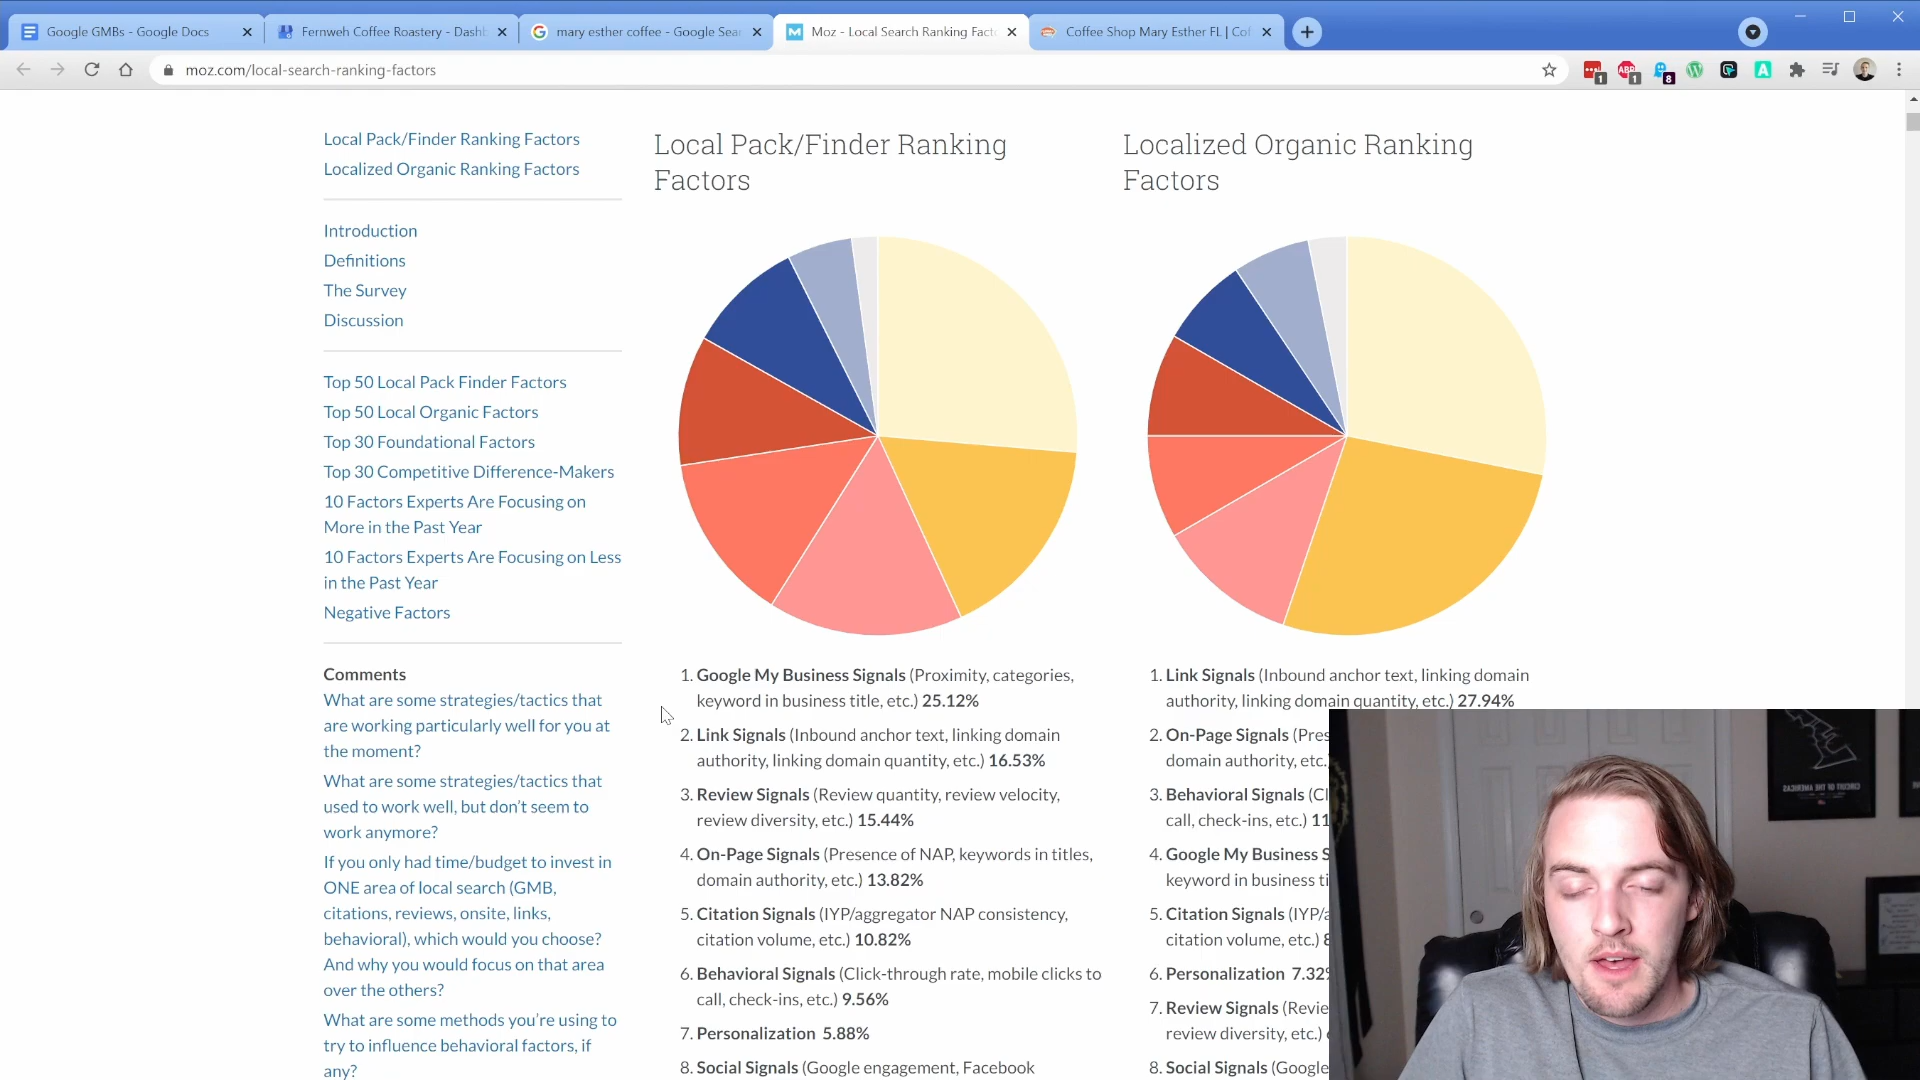 Google GMBs - Google Docs
Fernweh Coffee Roastery - Dashb
mary esther coffee - Google Sear
Moz - Local Search Ranking Facto
Coffee Shop Mary Esther FL | Cof
moz.com/local-search-ranking-factors
Local Pack/Finder Ranking Factors
Localized Organic Ranking Factors
Introduction
Definitions
The Survey
Discussion
Top 50 Local Pack Finder Factors
Top 50 Local Organic Factors
Top 30 Foundational Factors
Top 30 Competitive Difference-Makers
10 Factors Experts Are Focusing on
More in the Past Year
10 Factors Experts Are Focusing on Less
in the Past Year
Negative Factors
Comments
What are some strategies/tactics that
are working particularly well for you at
the moment?
What are some strategies/tactics that
used to work well, but don't seem to
work anymore?
If you only had time/budget to invest in
ONE area of local search (GMB,
citations, reviews, onsite, links,
behavioral), which would you choose?
And why you would focus on that area
over the others?
What are some methods you're using to
try to influence behavioral factors, if
any?
Local Pack/Finder Ranking
Factors
1. Google My Business Signals (Proximity, categories,
keyword in business title, etc.) 25.12%
2. Link Signals (Inbound anchor text, linking domain
authority, linking domain quantity, etc.) 16.53%
3. Review Signals (Review quantity, review velocity,
review diversity, etc.) 15.44%
4. On-Page Signals (Presence of NAP, keywords in titles,
domain authority, etc.) 13.82%
5. Citation Signals (IYP/aggregator NAP consistency,
citation volume, etc.) 10.82%
6. Behavioral Signals (Click-through rate, mobile clicks to
call, check-ins, etc.) 9.56%
7. Personalization 5.88%
8. Social Signals (Google engagement, Facebook
Localized Organic Ranking
Factors
1. Link Signals (Inbound anchor text, linking domain
authority, linking domain quantity, etc.) 27.94%
2. On-Page Signals (Pres
domain authority, etc.
3. Behavioral Signals (Cl
call, check-ins, etc.) 11
4. Google My Business S
keyword in business ti
5. Citation Signals (IYP/a
citation volume, etc.) 8
6. Personalization 7.32%
7. Review Signals (Revie
review diversity, etc.)
8. Social Signals (Google